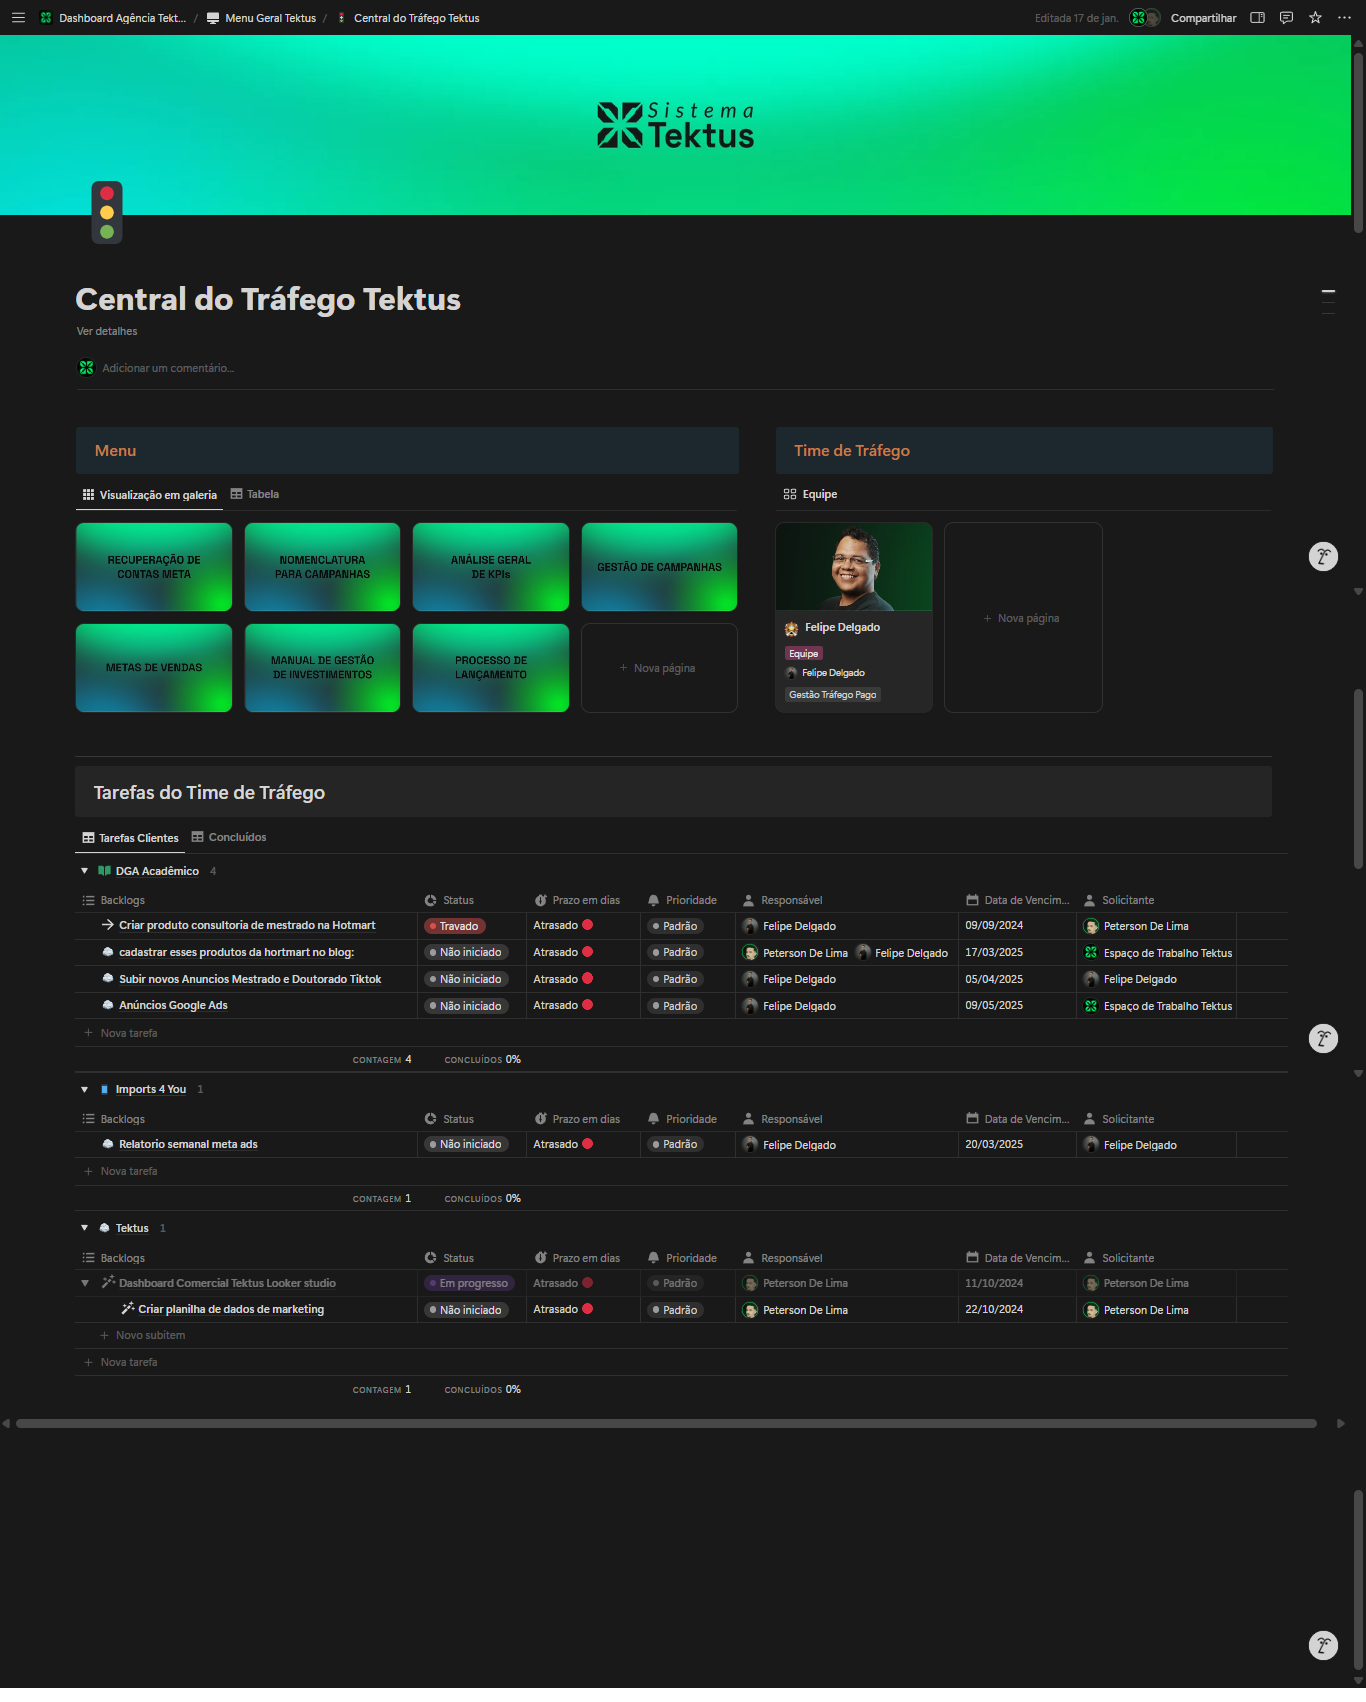 Dashboard Agência Tekt... / Menu Geral Tektus / Central do Tráfego Tektus
Editada 17 de jan. Compartilhar
Sistema
Tektus
Central do Tráfego Tektus
Ver detalhes
Adicionar um comentário...
Menu
Visualização em galeria Tabela
RECUPERAÇÃO DE
CONTAS META
NOMENCLATURA
PARA CAMPANHAS
ANÁLISE GERAL
DE KPIs
GESTÃO DE CAMPANHAS
METAS DE VENDAS
MANUAL DE GESTÃO
DE INVESTIMENTOS
PROCESSO DE
LANÇAMENTO
+ Nova página
Time de Tráfego
Equipe
Felipe Delgado
Equipe
Felipe Delgado
Gestão Tráfego Pago
+ Nova página
Tarefas do Time de Tráfego
Tarefas Clientes Concluídos
DGA Acadêmico 4
Backlogs Status Prazo em dias Prioridade Responsável Data de Vencim... Solicitante
Criar produto consultoria de mestrado na Hotmart Travado Atrasado Padrão Felipe Delgado 09/09/2024 Peterson De Lima
cadastrar esses produtos da hortmart no blog: Não iniciado Atrasado Padrão Peterson De Lima Felipe Delgado 17/03/2025 Espaço de Trabalho Tektus
Subir novos Anuncios Mestrado e Doutorado Tiktok Não iniciado Atrasado Padrão Felipe Delgado 05/04/2025 Felipe Delgado
Anúncios Google Ads Não iniciado Atrasado Padrão Felipe Delgado 09/05/2025 Espaço de Trabalho Tektus
+ Nova tarefa
CONTAGEM 4 CONCLUÍDOS 0%
Imports 4 You 1
Backlogs Status Prazo em dias Prioridade Responsável Data de Vencim... Solicitante
Relatorio semanal meta ads Não iniciado Atrasado Padrão Felipe Delgado 20/03/2025 Felipe Delgado
+ Nova tarefa
CONTAGEM 1 CONCLUÍDOS 0%
Tektus 1
Backlogs Status Prazo em dias Prioridade Responsável Data de Vencim... Solicitante
Dashboard Comercial Tektus Looker studio Em progresso Atrasado Padrão Peterson De Lima 11/10/2024 Peterson De Lima
Criar planilha de dados de marketing Não iniciado Atrasado Padrão Peterson De Lima 22/10/2024 Peterson De Lima
+ Novo subitem
+ Nova tarefa
CONTAGEM 1 CONCLUÍDOS 0%